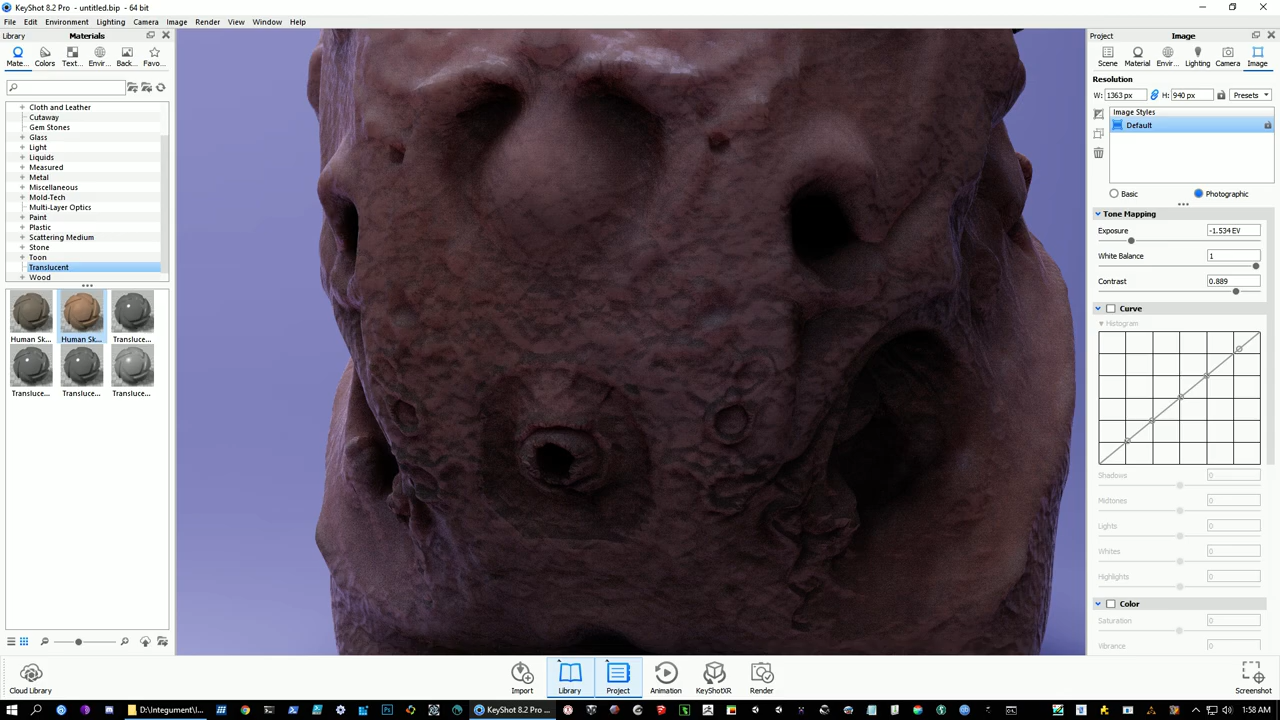 KeyShot 8.2 Pro - untitled.bip - 64 bit
File Edit Environment Lighting Camera Image Render View Window Help
Library Materials
Mate... Colors Text... Envir... Back... Favo...
Cloth and Leather
Cutaway
Gem Stones
Glass
Light
Liquids
Measured
Metal
Miscellaneous
Mold-Tech
Multi-Layer Optics
Paint
Plastic
Scattering Medium
Stone
Toon
Translucent
Wood
Human Sk... Human Sk... Transluce...
Transluce... Transluce... Transluce...
Project Image
Scene Material Envir... Lighting Camera Image
Resolution
W: 1363 px H: 940 px Presets
Image Styles
Default
Basic Photographic
Tone Mapping
Exposure -1.534 EV
White Balance 1
Contrast 0.889
Curve
Histogram
Shadows 0
Midtones 0
Lights 0
Whites 0
Highlights 0
Color
Saturation 0
Vibrance
Cloud Library Import Library Project Animation KeyShotXR Render Screenshot
D:\Integument\I... KeyShot 8.2 Pro ... 1:58 AM